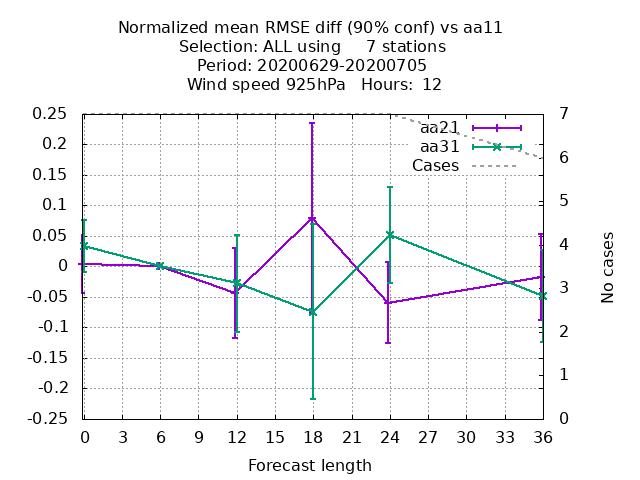 Normalized mean RMSE diff (90% conf) vs aa11
Selection: ALL using     7 stations
Period: 20200629-20200705
Wind speed 925hPa   Hours:  12
0.25
0.2
0.15
0.1
0.05
0
-0.05
-0.1
-0.15
-0.2
-0.25
aa21
aa31
Cases
7
6
5
4
3
2
1
0
No cases
0 3 6 9 12 15 18 21 24 27 30 33 36
Forecast length